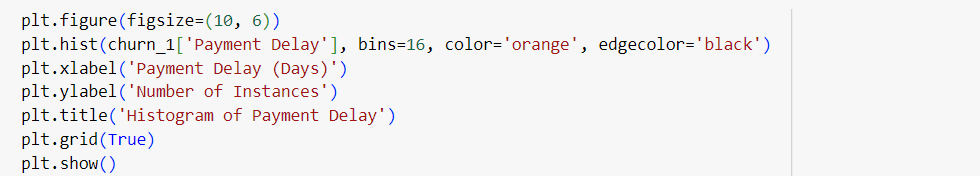 plt.figure(figsize=(10, 6))
plt.hist(churn_1['Payment Delay'], bins=16, color='orange', edgecolor='black')
plt.xlabel('Payment Delay (Days)')
plt.ylabel('Number of Instances')
plt.title('Histogram of Payment Delay')
plt.grid(True)
plt.show()